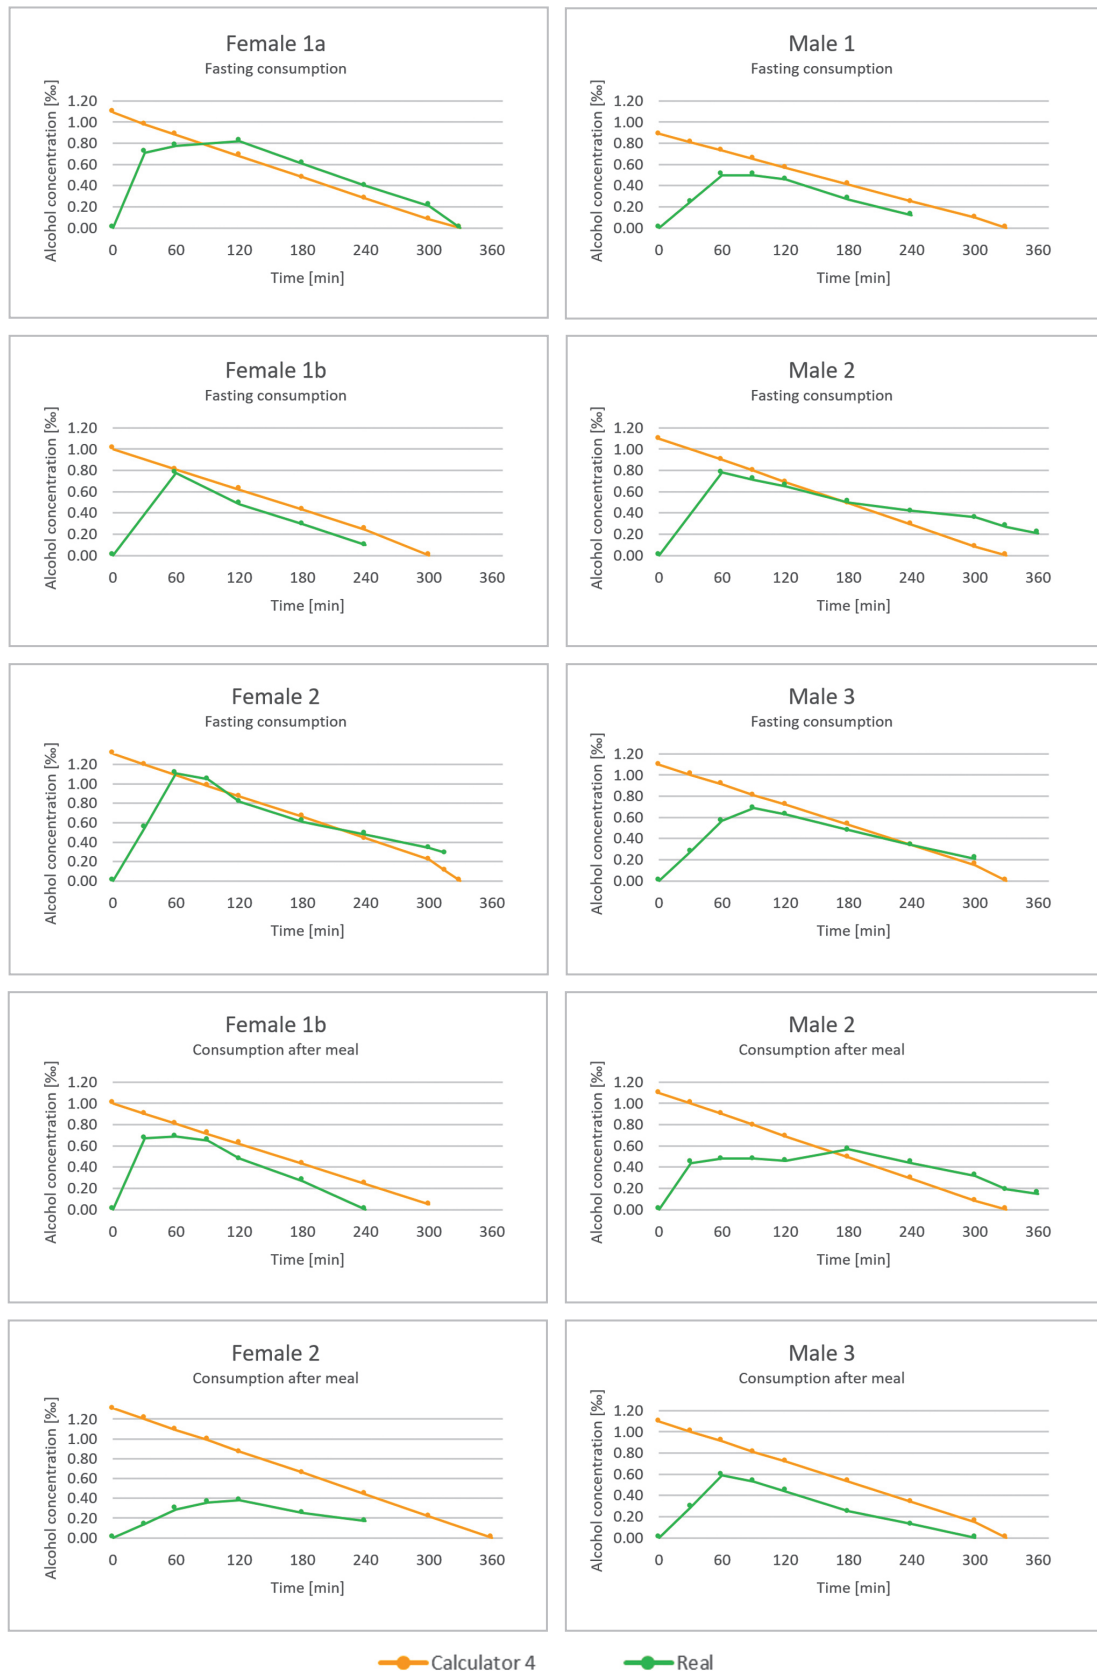 Female 1a
Fasting consumption
Alcohol concentration [‰]
1.20
1.00
0.80
0.60
0.40
0.20
0.00
0 60 120 180 240 300 360
Time [min]
Male 1
Fasting consumption
Alcohol concentration [‰]
1.20
1.00
0.80
0.60
0.40
0.20
0.00
0 60 120 180 240 300 360
Time [min]
Female 1b
Fasting consumption
Alcohol concentration [‰]
1.20
1.00
0.80
0.60
0.40
0.20
0.00
0 60 120 180 240 300 360
Time [min]
Male 2
Fasting consumption
Alcohol concentration [‰]
1.20
1.00
0.80
0.60
0.40
0.20
0.00
0 60 120 180 240 300 360
Time [min]
Female 2
Fasting consumption
Alcohol concentration [‰]
1.20
1.00
0.80
0.60
0.40
0.20
0.00
0 60 120 180 240 300 360
Time [min]
Male 3
Fasting consumption
Alcohol concentration [‰]
1.20
1.00
0.80
0.60
0.40
0.20
0.00
0 60 120 180 240 300 360
Time [min]
Female 1b
Consumption after meal
Alcohol concentration [‰]
1.20
1.00
0.80
0.60
0.40
0.20
0.00
0 60 120 180 240 300 360
Time [min]
Male 2
Consumption after meal
Alcohol concentration [‰]
1.20
1.00
0.80
0.60
0.40
0.20
0.00
0 60 120 180 240 300 360
Time [min]
Female 2
Consumption after meal
Alcohol concentration [‰]
1.20
1.00
0.80
0.60
0.40
0.20
0.00
0 60 120 180 240 300 360
Time [min]
Male 3
Consumption after meal
Alcohol concentration [‰]
1.20
1.00
0.80
0.60
0.40
0.20
0.00
0 60 120 180 240 300 360
Time [min]
Calculator 4 Real